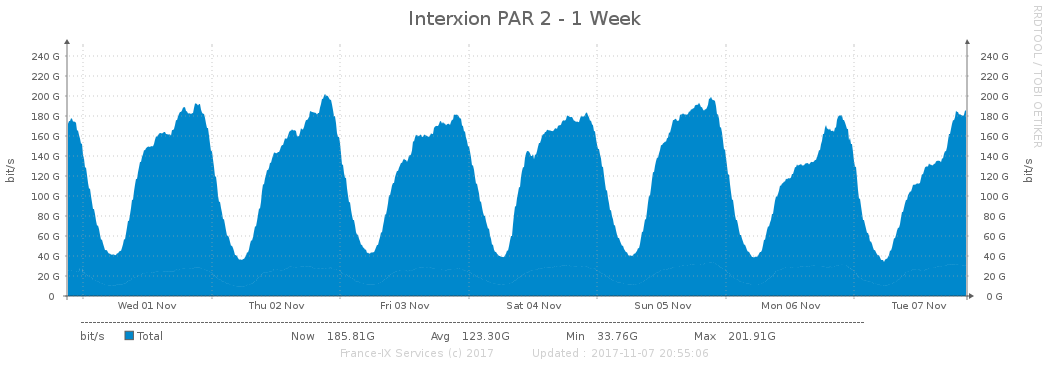 Interxion PAR 2 - 1 Week
RRDTOOL / TOBI OETIKER
240 G 240 G
220 G 220 G
200 G 200 G
180 G 180 G
160 G 160 G
140 G 140 G
120 G 120 G
100 G 100 G
80 G 80 G
60 G 60 G
40 G 40 G
20 G 20 G
0 0 G
bit/s
bit/s
Wed 01 Nov Thu 02 Nov Fri 03 Nov Sat 04 Nov Sun 05 Nov Mon 06 Nov Tue 07 Nov
bit/s Total Now 185.81G Avg 123.30G Min 33.76G Max 201.91G
France-IX Services (c) 2017 Updated : 2017-11-07 20:55:06